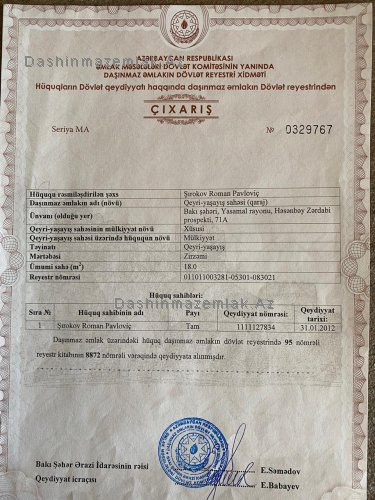 Dashinmazemlak.Az
AZƏRBAYCAN RESPUBLİKASI
ƏMLAK MƏSƏLƏLƏRİ DÖVLƏT KOMİTƏSİNİN YANINDA
DAŞINMAZ ƏMLAKIN DÖVLƏT REYESTRİ XİDMƏTİ
Hüquqların Dövlət qeydiyyatı haqqında daşınmaz əmlakın Dövlət reyestrindən
ÇIXARIŞ
Seriya MA № 0329767
Hüququ rəsmiləşdirilən şəxs Şırokov Roman Pavloviç
Daşınmaz əmlakın adı (növü) Qeyri-yaşayış sahəsi (qaraj)
Ünvanı (olduğu yer) Bakı şəhəri, Yasamal rayonu, Həsənbəy Zərdabi
prospekti, 71A
Qeyri-yaşayış sahəsinin mülkiyyət növü Xüsusi
Qeyri-yaşayış sahəsi üzərində hüququn növü Mülkiyyət
Təyinatı Qeyri-yaşayış
Mərtəbəsi Zirzəmi
Ümumi sahə (m²) 18.0
Reyestr nömrəsi 011011003281-05301-083021
Hüquq sahibləri:
Dashinmazemlak.Az
Sıra № Hüquq sahibinin adı Payı Qeydiyyat nömrəsi: Qeydiyyat
tarixi:
1 Şırokov Roman Pavloviç Tam 1111127834 31.01.2012
Daşınmaz əmlak üzərindəki hüquq daşınmaz əmlakın dövlət reyestrində 95 nömrəli
reyestr kitabının 8872 nömrəli vərəqində qeydiyyata alınmışdır.
Dashinmazemlak.Az
Bakı Şəhər Ərazi İdarəsinin rəisi E.Səmədov
Qeydiyyat icraçısı E.Babayev